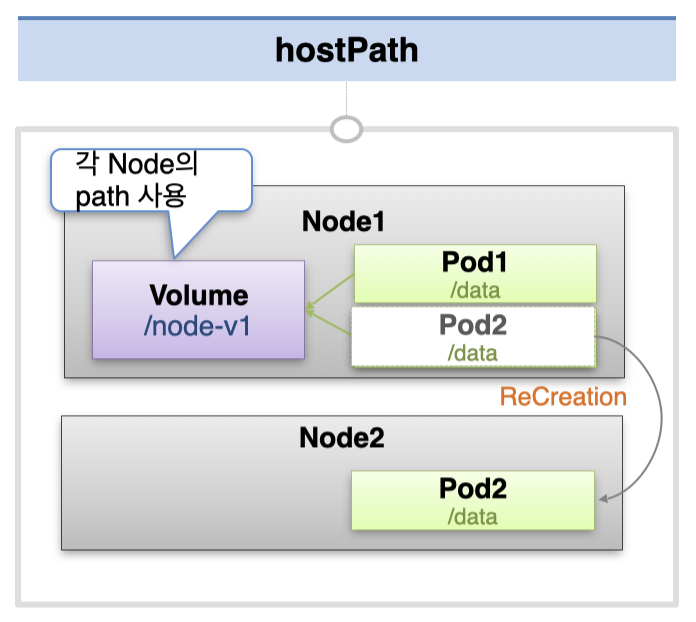 hostPath
각 Node의
path 사용
Node1
Volume
/node-v1
Pod1
/data
Pod2
/data
ReCreation
Node2
Pod2
/data